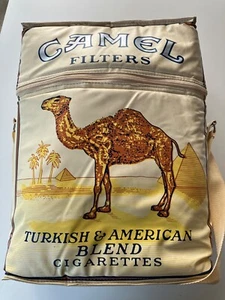 CAMEL
FILTERS
TURKISH & AMERICAN
BLEND
CIGARETTES